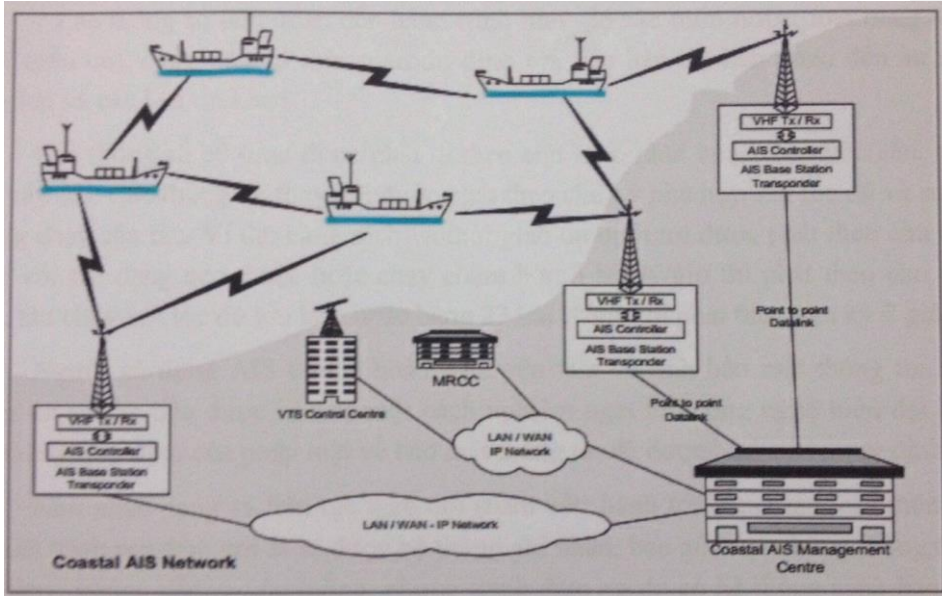 VHF Tx / Rx
AIS Controller
AIS Base Station
Transponder
VHF Tx / Rx
AIS Controller
AIS Base Station
Transponder
Point to point
Datalink
VTS Control Centre
MRCC
Point to point
Datalink
VHF Tx / Rx
AIS Controller
AIS Base Station
Transponder
LAN / WAN
IP Network
LAN / WAN - IP Network
Coastal AIS Network
Coastal AIS Management
Centre